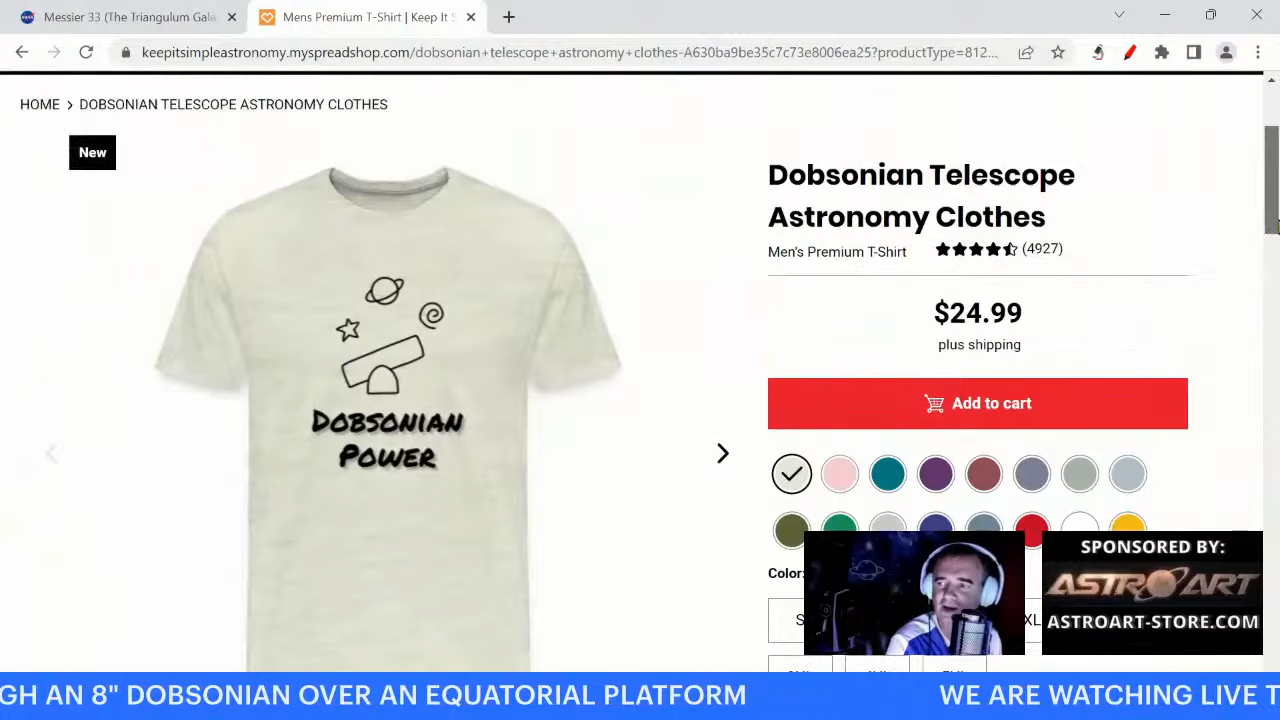 Messier 33 (The Triangulum Gala
Mens Premium T-Shirt | Keep It S
keepitsimpleastronomy.myspreadshop.com/dobsonian+telescope+astronomy+clothes-A630ba9be35c7c73e8006ea25?productType=812...
HOME > DOBSONIAN TELESCOPE ASTRONOMY CLOTHES
New
DOBSONIAN
POWER
Dobsonian Telescope
Astronomy Clothes
Men's Premium T-Shirt (4927)
$24.99
plus shipping
Add to cart
Color:
S
XL
SPONSORED BY:
ASTROART
ASTROART-STORE.COM
GH AN 8" DOBSONIAN OVER AN EQUATORIAL PLATFORM WE ARE WATCHING LIVE T